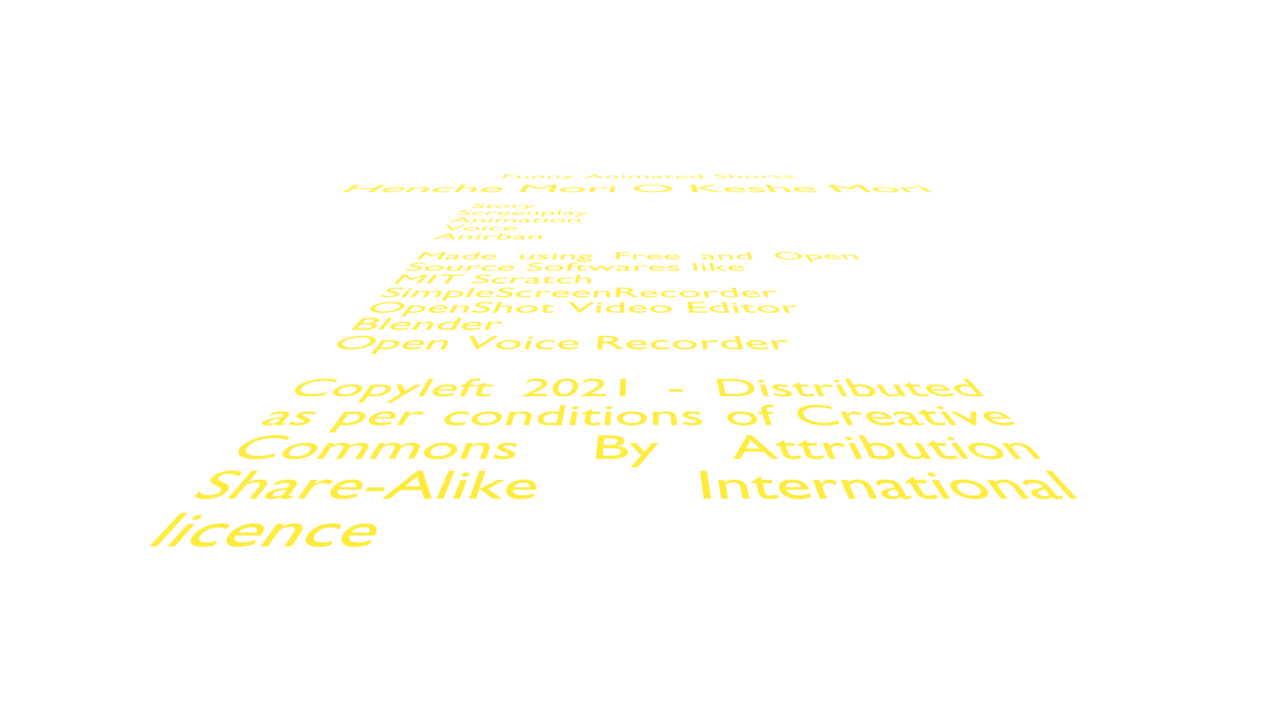 Funny Animated Shorts
Henche Mori O Keshe Mori
Story
Screenplay
Animation
Voice
Anirban
Made using Free and Open
Source Softwares like
MIT Scratch
SimpleScreenRecorder
OpenShot Video Editor
Blender
Open Voice Recorder
Copyleft 2021 - Distributed
as per conditions of Creative
Commons By Attribution
Share-Alike International
licence